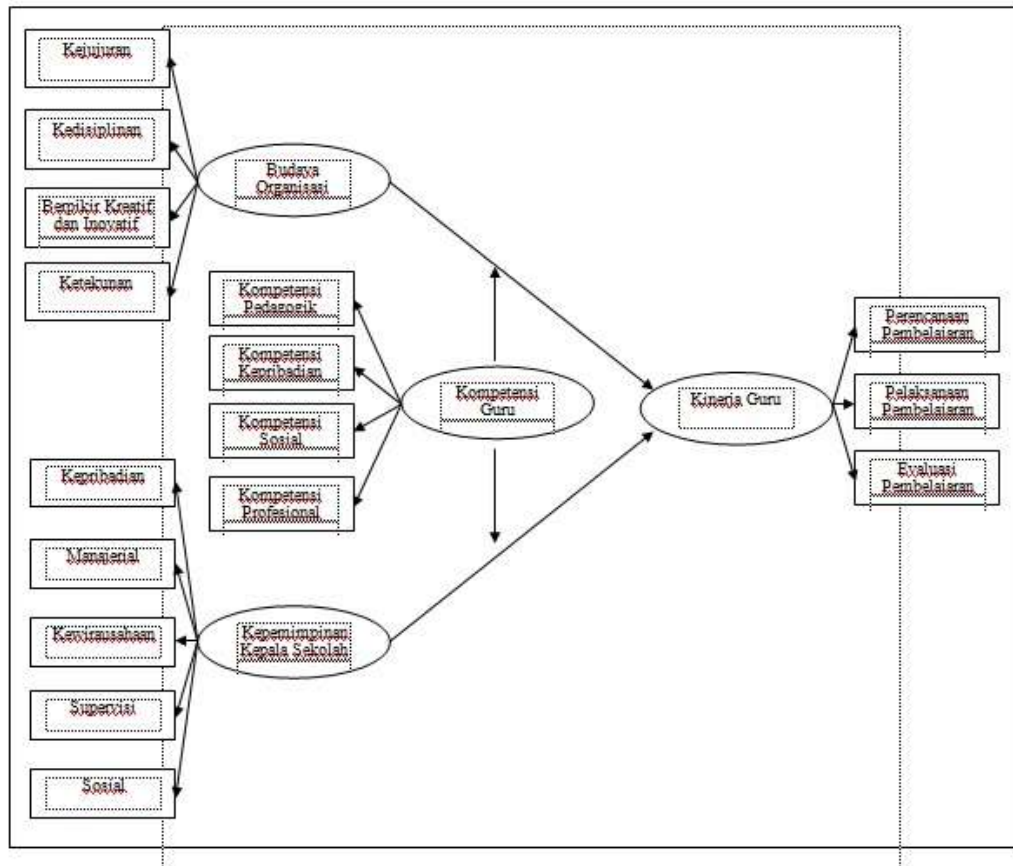 Kejujuran
Kedisiplinan
Berpikir Kreatif
dan Inovatif
Ketekunan
Budaya
Organisasi
Kompetensi
Pedagogik
Kompetensi
Kepribadian
Kompetensi
Sosial
Kompetensi
Profesional
Kompetensi
Guru
Kinerja Guru
Perencanaan
Pembelajaran
Pelaksanaan
Pembelajaran
Evaluasi
Pembelajaran
Kepribadian
Manajerial
Kewirausahaan
Supervisi
Sosial
Kepemimpinan
Kepala Sekolah